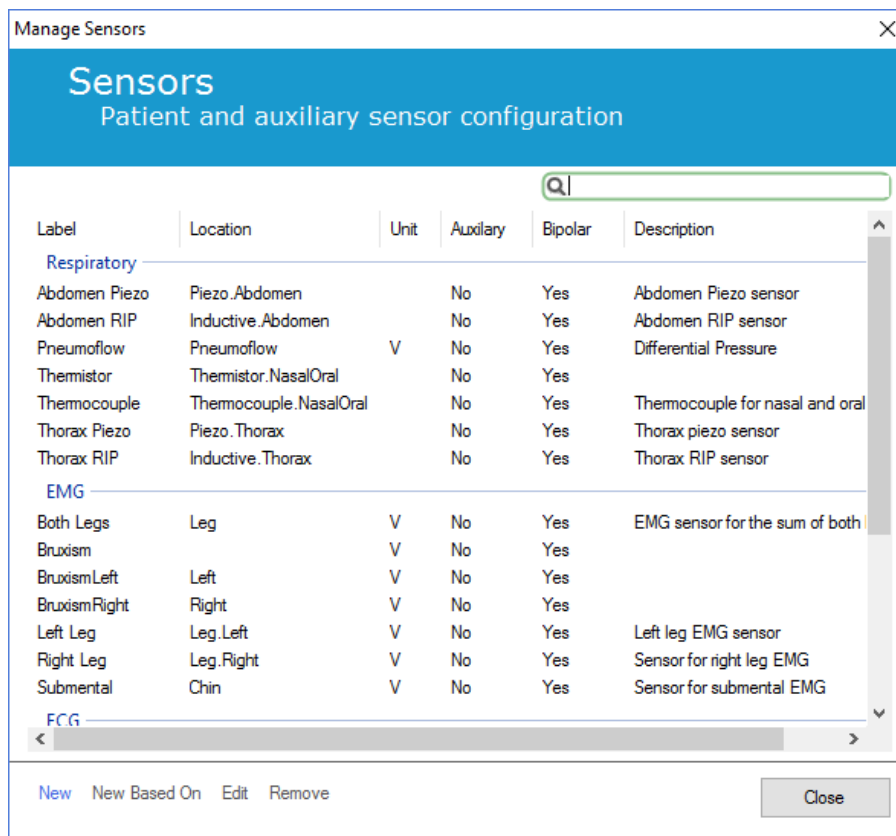 Manage Sensors
Sensors
Patient and auxiliary sensor configuration
Label Location Unit Auxilary Bipolar Description
Respiratory
Abdomen Piezo Piezo.Abdomen No Yes Abdomen Piezo sensor
Abdomen RIP Inductive.Abdomen No Yes Abdomen RIP sensor
Pneumoflow Pneumoflow V No Yes Differential Pressure
Thermistor Thermistor.NasalOral No Yes
Thermocouple Thermocouple.NasalOral No Yes Thermocouple for nasal and oral
Thorax Piezo Piezo.Thorax No Yes Thorax piezo sensor
Thorax RIP Inductive.Thorax No Yes Thorax RIP sensor
EMG
Both Legs Leg V No Yes EMG sensor for the sum of both
Bruxism V No Yes
BruxismLeft Left V No Yes
BruxismRight Right V No Yes
Left Leg Leg.Left V No Yes Left leg EMG sensor
Right Leg Leg.Right V No Yes Sensor for right leg EMG
Submental Chin V No Yes Sensor for submental EMG
ECG
New New Based On Edit Remove Close